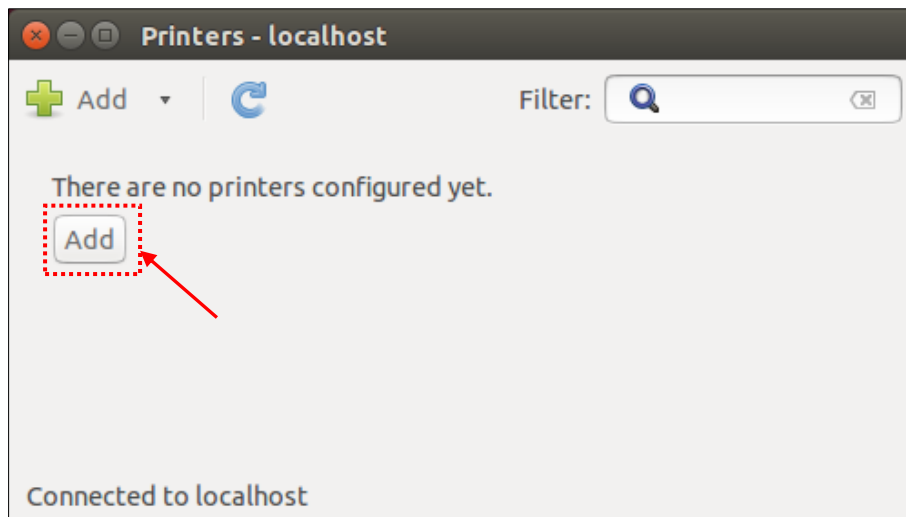 Printers - localhost
Add Filter:
There are no printers configured yet.
Add
Connected to localhost